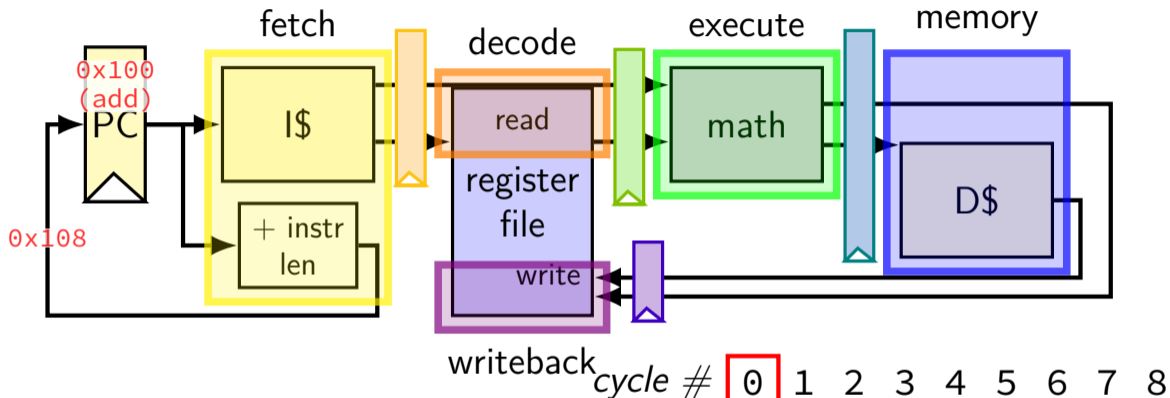 fetch
decode
execute
memory
0x100
(add)
PC
I$
read
math
register
file
D$
0x108
+ instr
len
write
writeback
cycle # 0 1 2 3 4 5 6 7 8